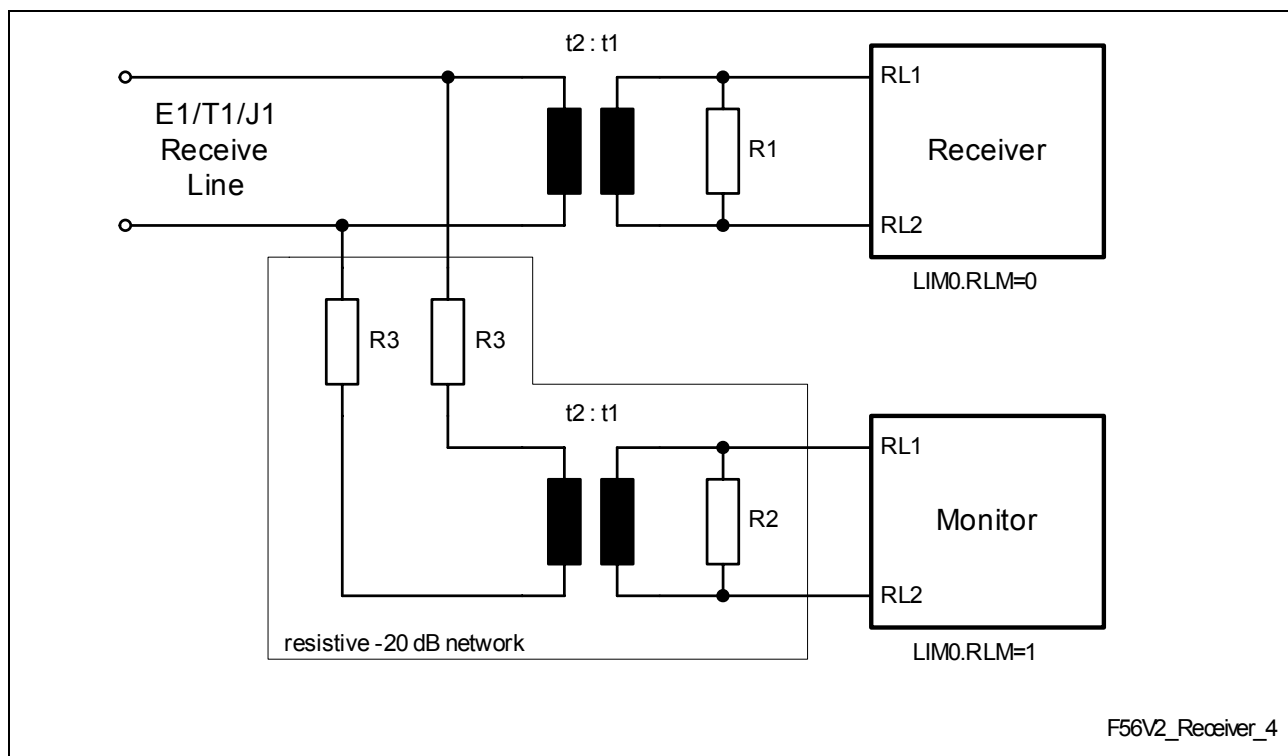 t2 : t1
E1/T1/J1
Receive
Line
RL1
R1
Receiver
RL2
LIM0.RLM=0
R3
R3
t2 : t1
RL1
R2
Monitor
RL2
resistive -20 dB network
LIM0.RLM=1
F56V2_Receiver_4